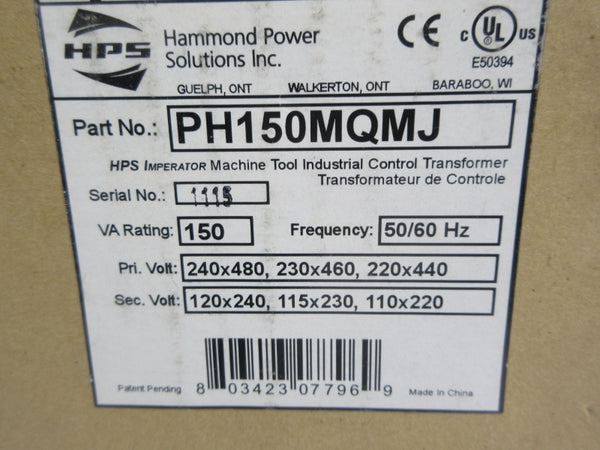 HPS
Hammond Power
Solutions Inc.
CE
c UL US
E50394
GUELPH, ONT WALKERTON, ONT BARABOO, WI
Part No.: PH150MQMJ
HPS IMPERATOR Machine Tool Industrial Control Transformer
Transformateur de Controle
Serial No.: 1115
VA Rating: 150 Frequency: 50/60 Hz
Pri. Volt: 240x480, 230x460, 220x440
Sec. Volt: 120x240, 115x230, 110x220
Patent Pending 8 03423 07796 9 Made in China